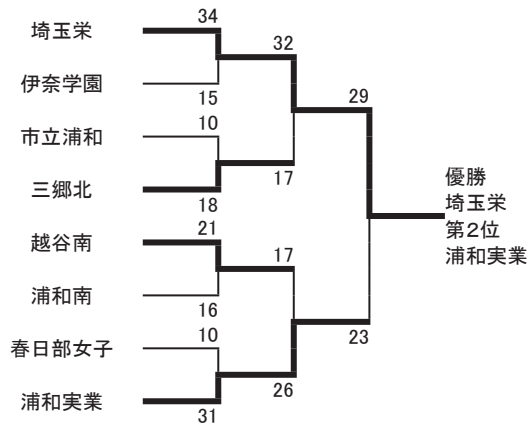 埼玉栄
34
32
伊奈学園
15
29
市立浦和
10
17
三郷北
18
優勝
埼玉栄
第2位
浦和実業
越谷南
21
17
浦和南
16
23
春日部女子
10
26
浦和実業
31